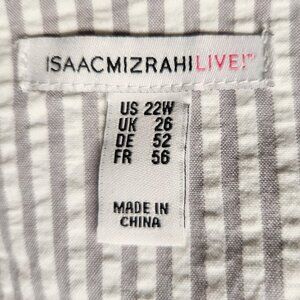 ISAACMIZRAHILIVE!™
US 22W
UK 26
DE 52
FR 56
MADE IN
CHINA